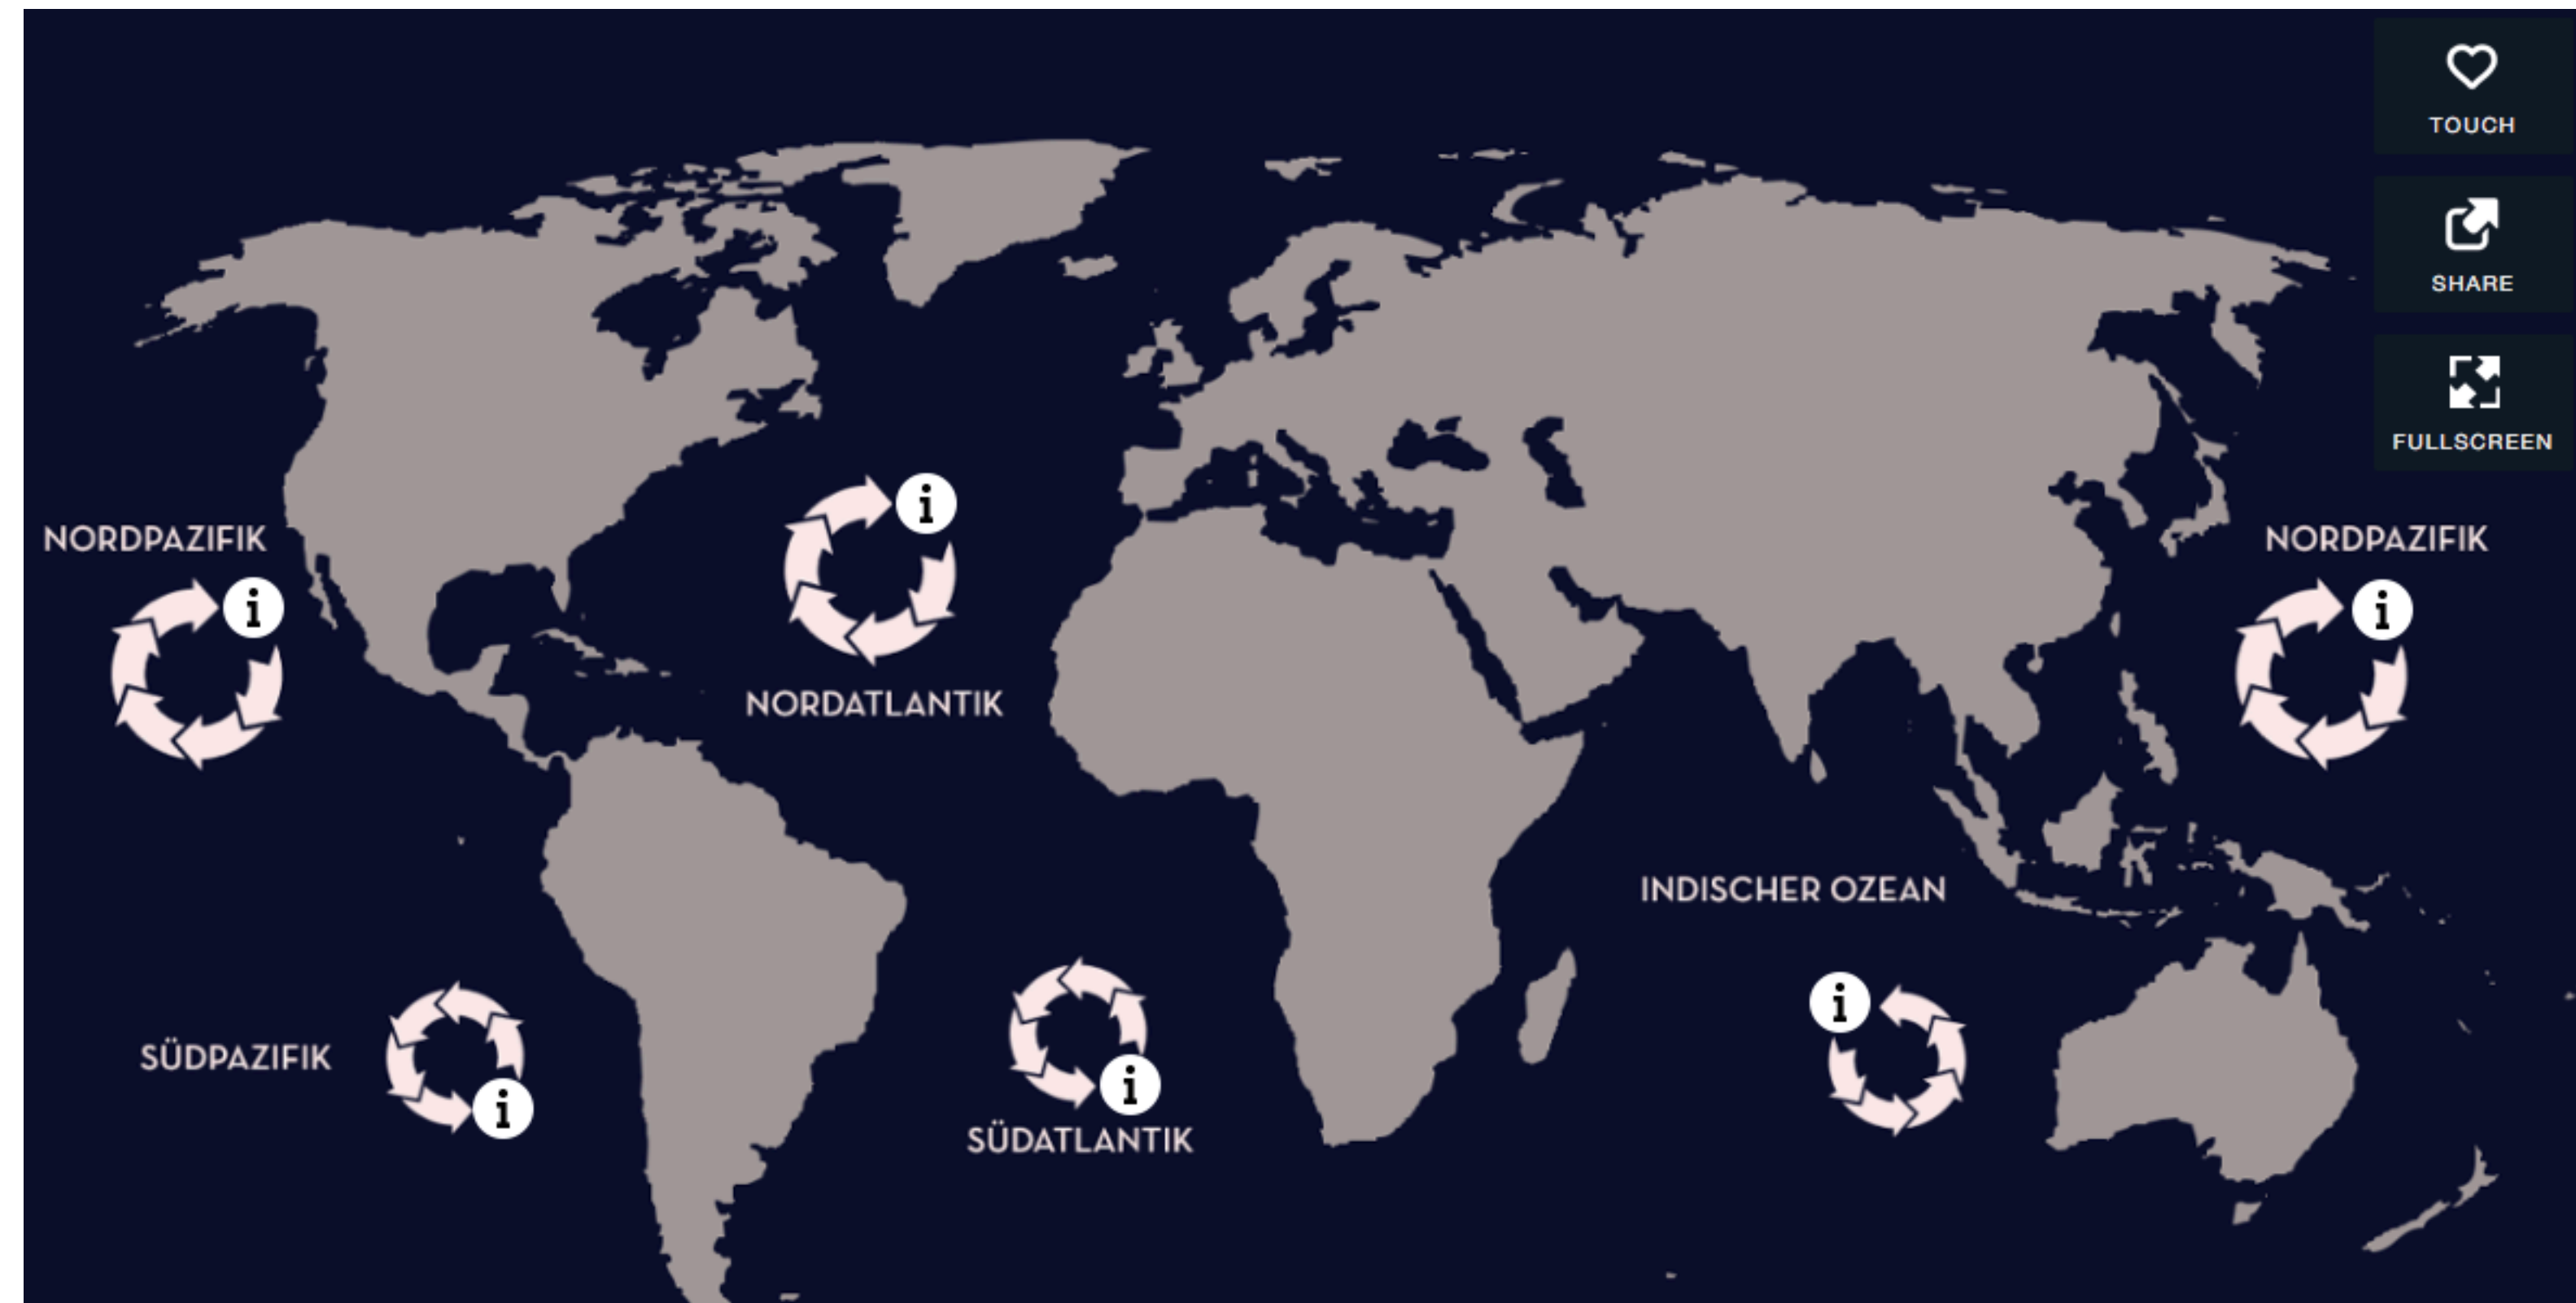 TOUCH
SHARE
FULLSCREEN
NORDPAZIFIK
i
i
NORDATLANTIK
NORDPAZIFIK
i
INDISCHER OZEAN
SÜDPAZIFIK
i
i
SÜDATLANTIK
i